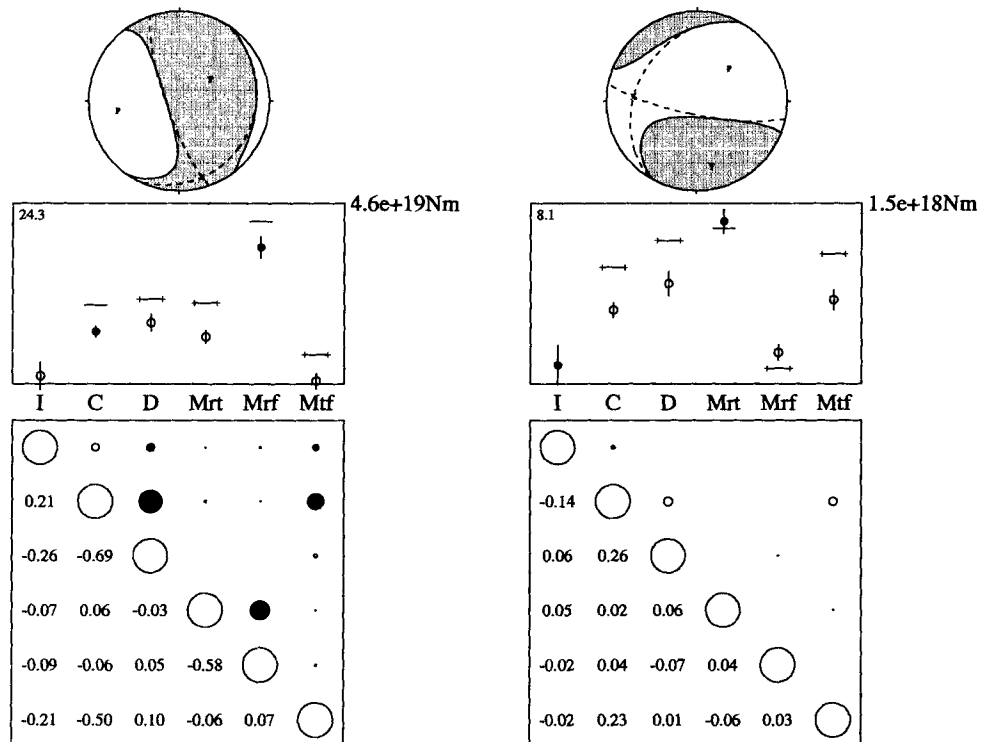 P T
P T
24.3 4.6e+19Nm
8.1 1.5e+18Nm
I C D Mrt Mrf Mtf
I C D Mrt Mrf Mtf
0.21
-0.14
-0.26 -0.69
0.06 0.26
-0.07 0.06 -0.03
0.05 0.02 0.06
-0.09 -0.06 0.05 -0.58
-0.02 0.04 -0.07 0.04
-0.21 -0.50 0.10 -0.06 0.07
-0.02 0.23 0.01 -0.06 0.03